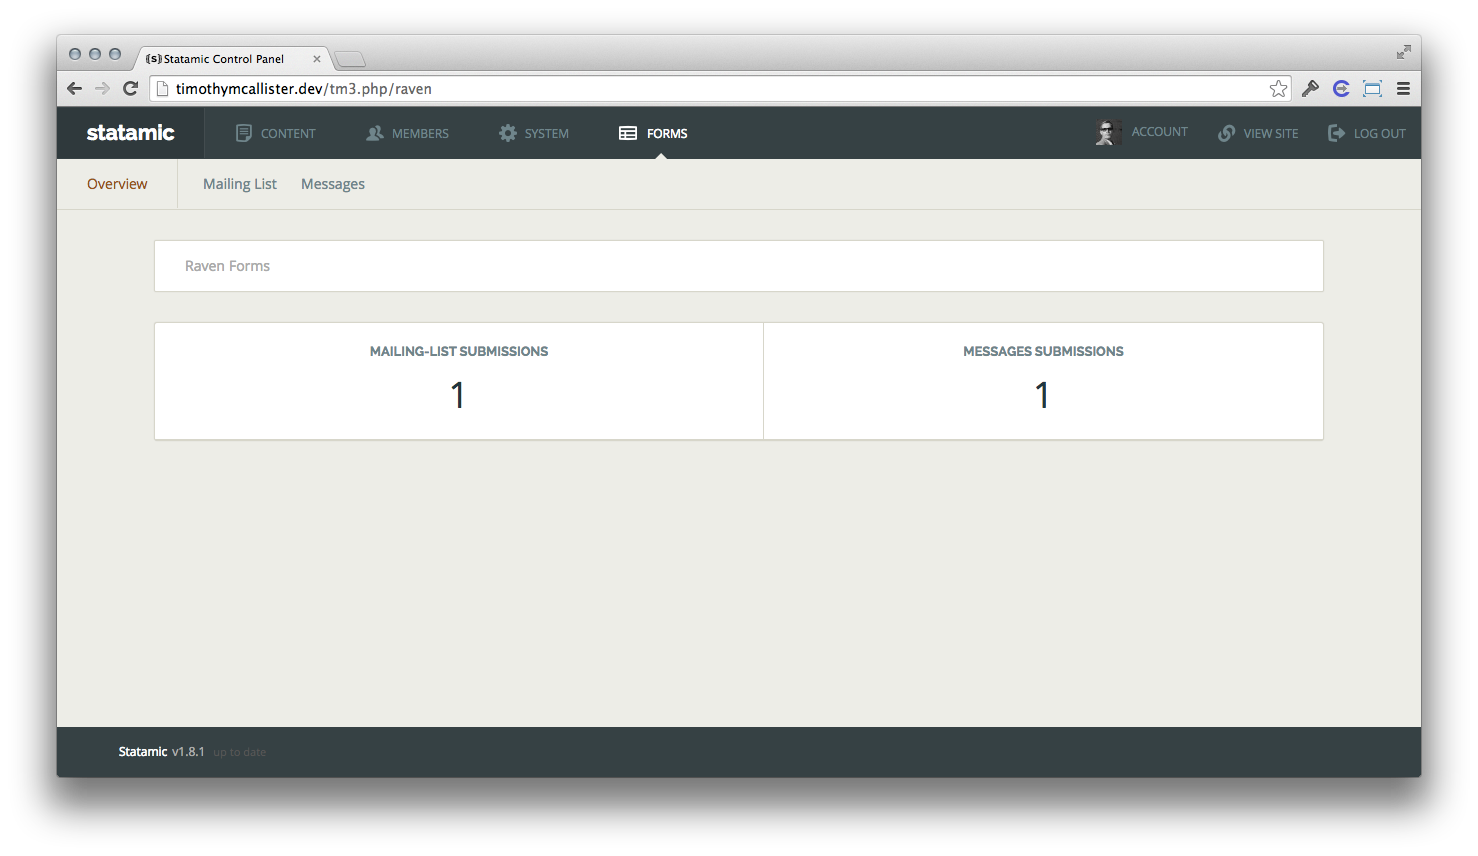 {s} Statamic Control Panel
timothymcallister.dev/tm3.php/raven
statamic CONTENT MEMBERS SYSTEM FORMS ACCOUNT VIEW SITE LOG OUT
Overview Mailing List Messages
Raven Forms
MAILING-LIST SUBMISSIONS MESSAGES SUBMISSIONS
1 1
Statamic v1.8.1 up to date